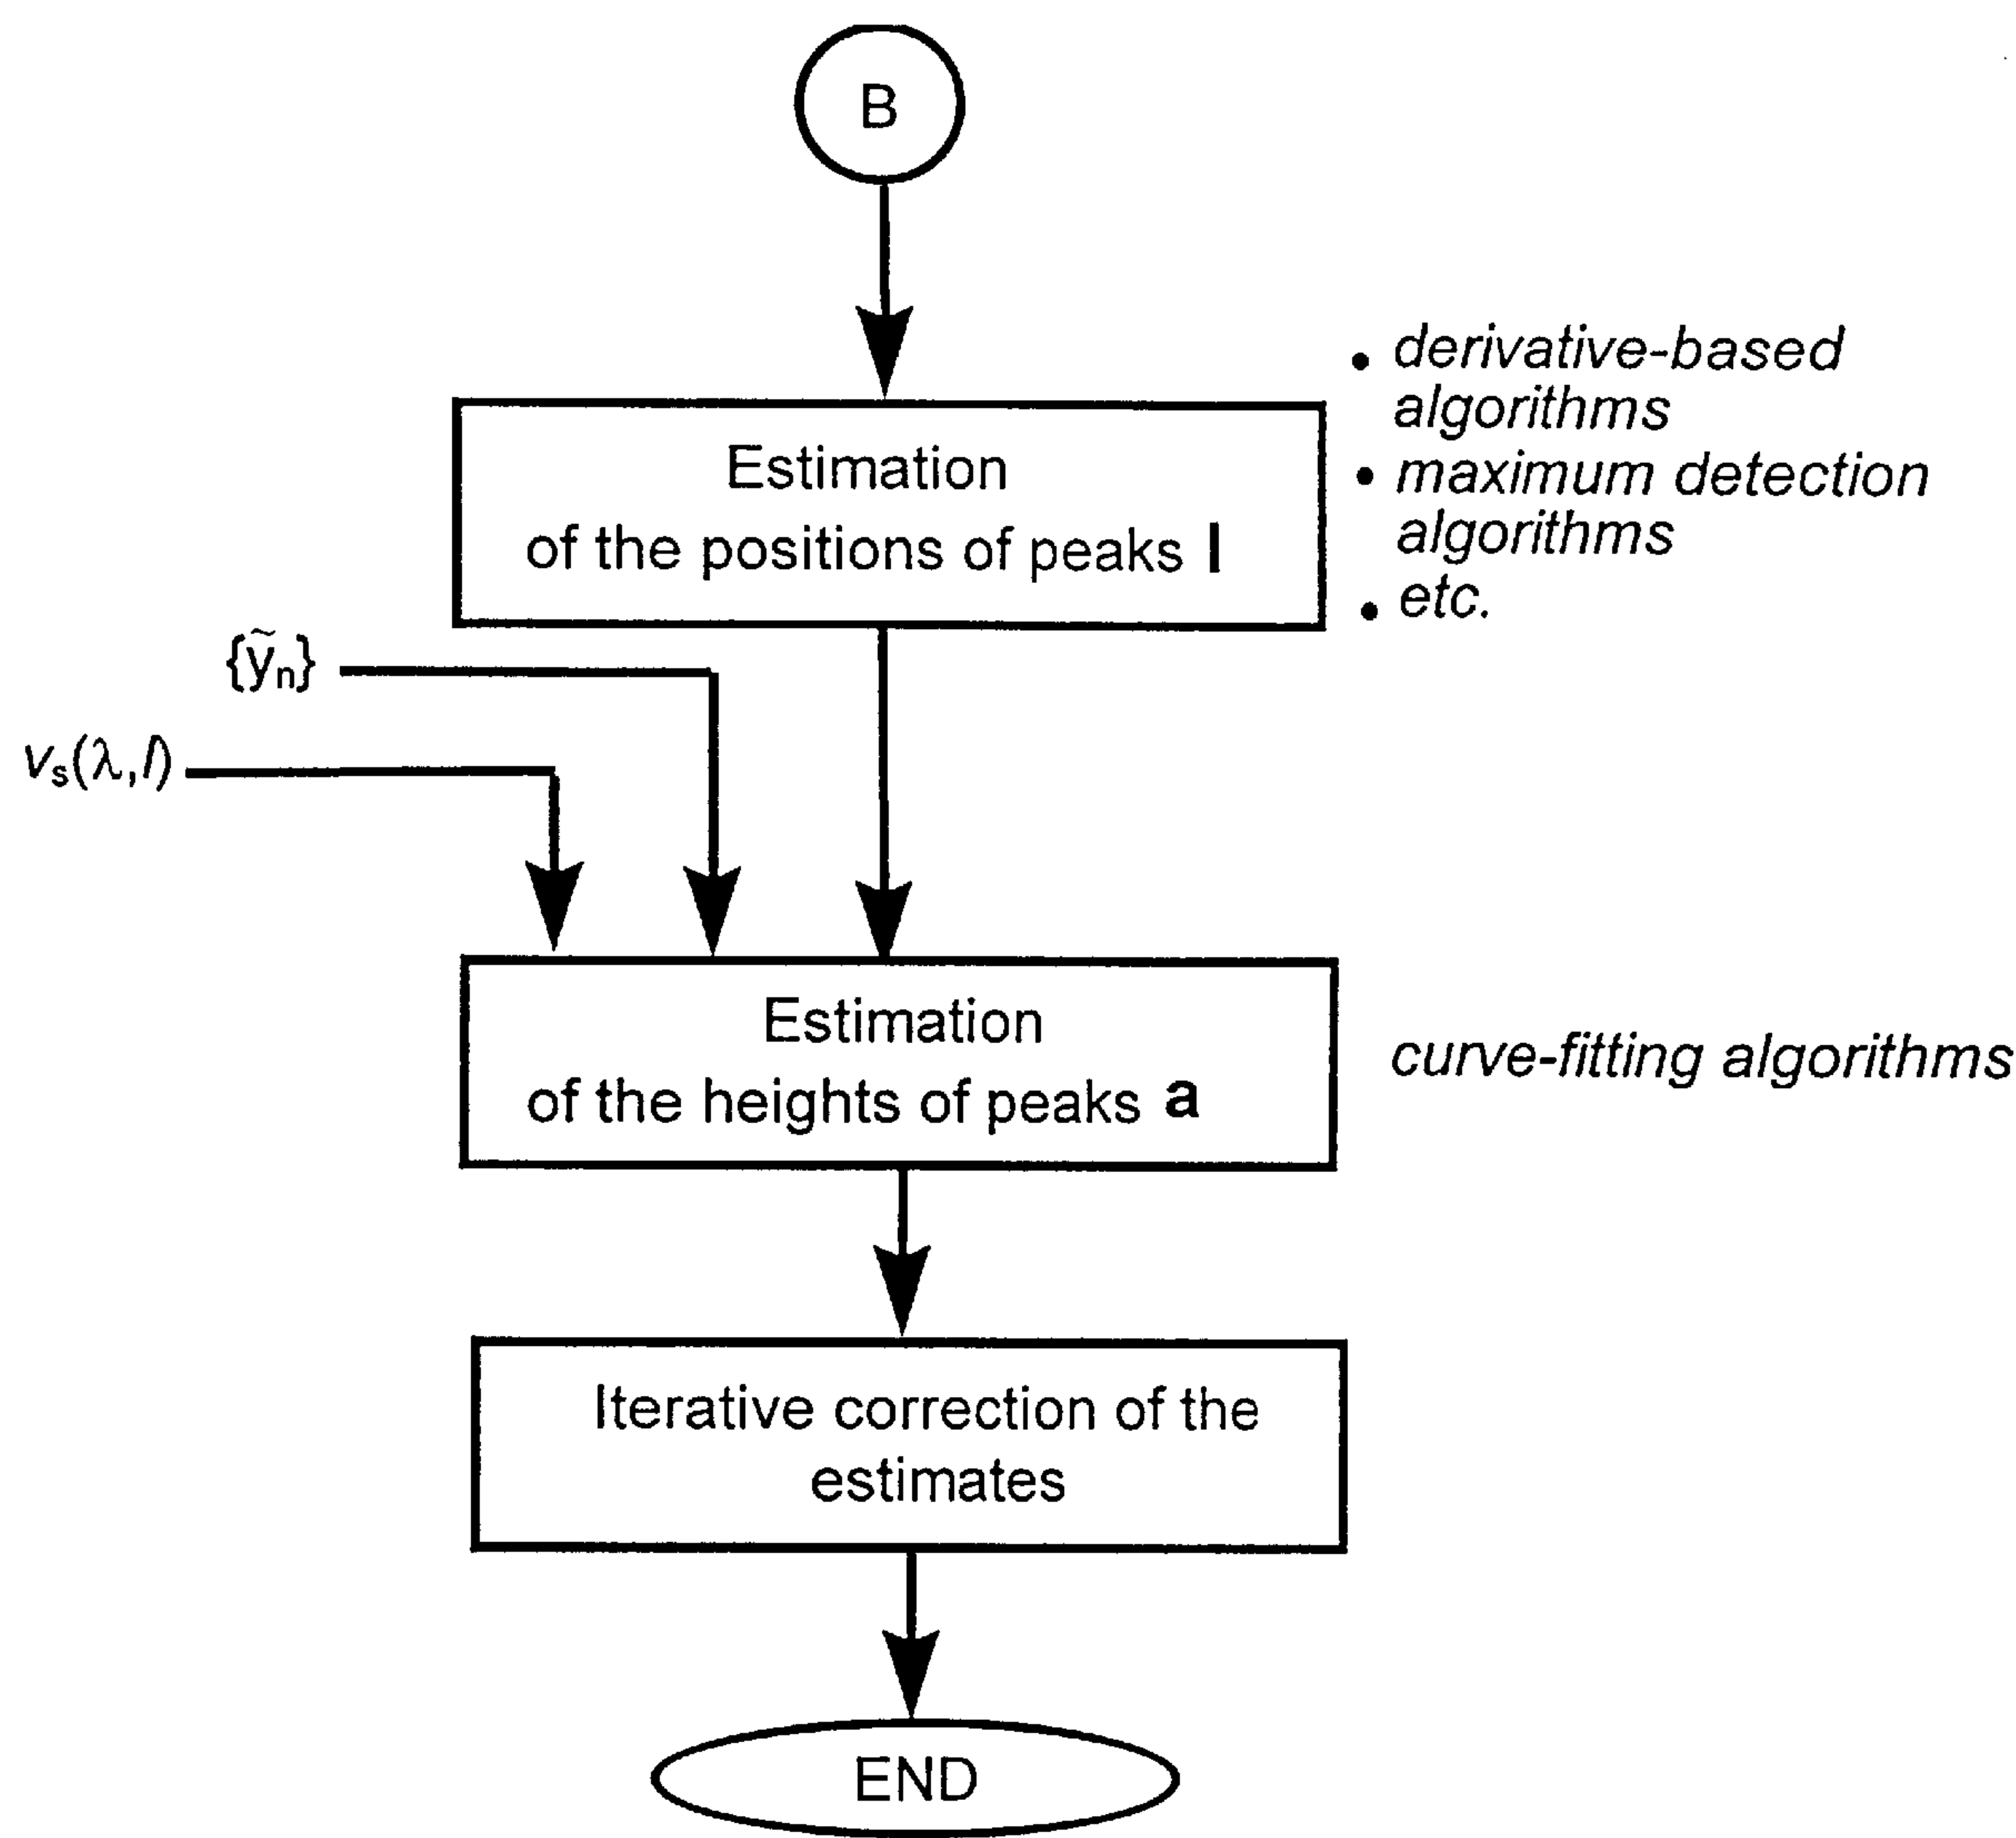 B
Estimation
of the positions of peaks l
• derivative-based
algorithms
• maximum detection
algorithms
• etc.
{ỹₙ}
vₛ(λ,l)
Estimation
of the heights of peaks a
curve-fitting algorithms
Iterative correction of the
estimates
END